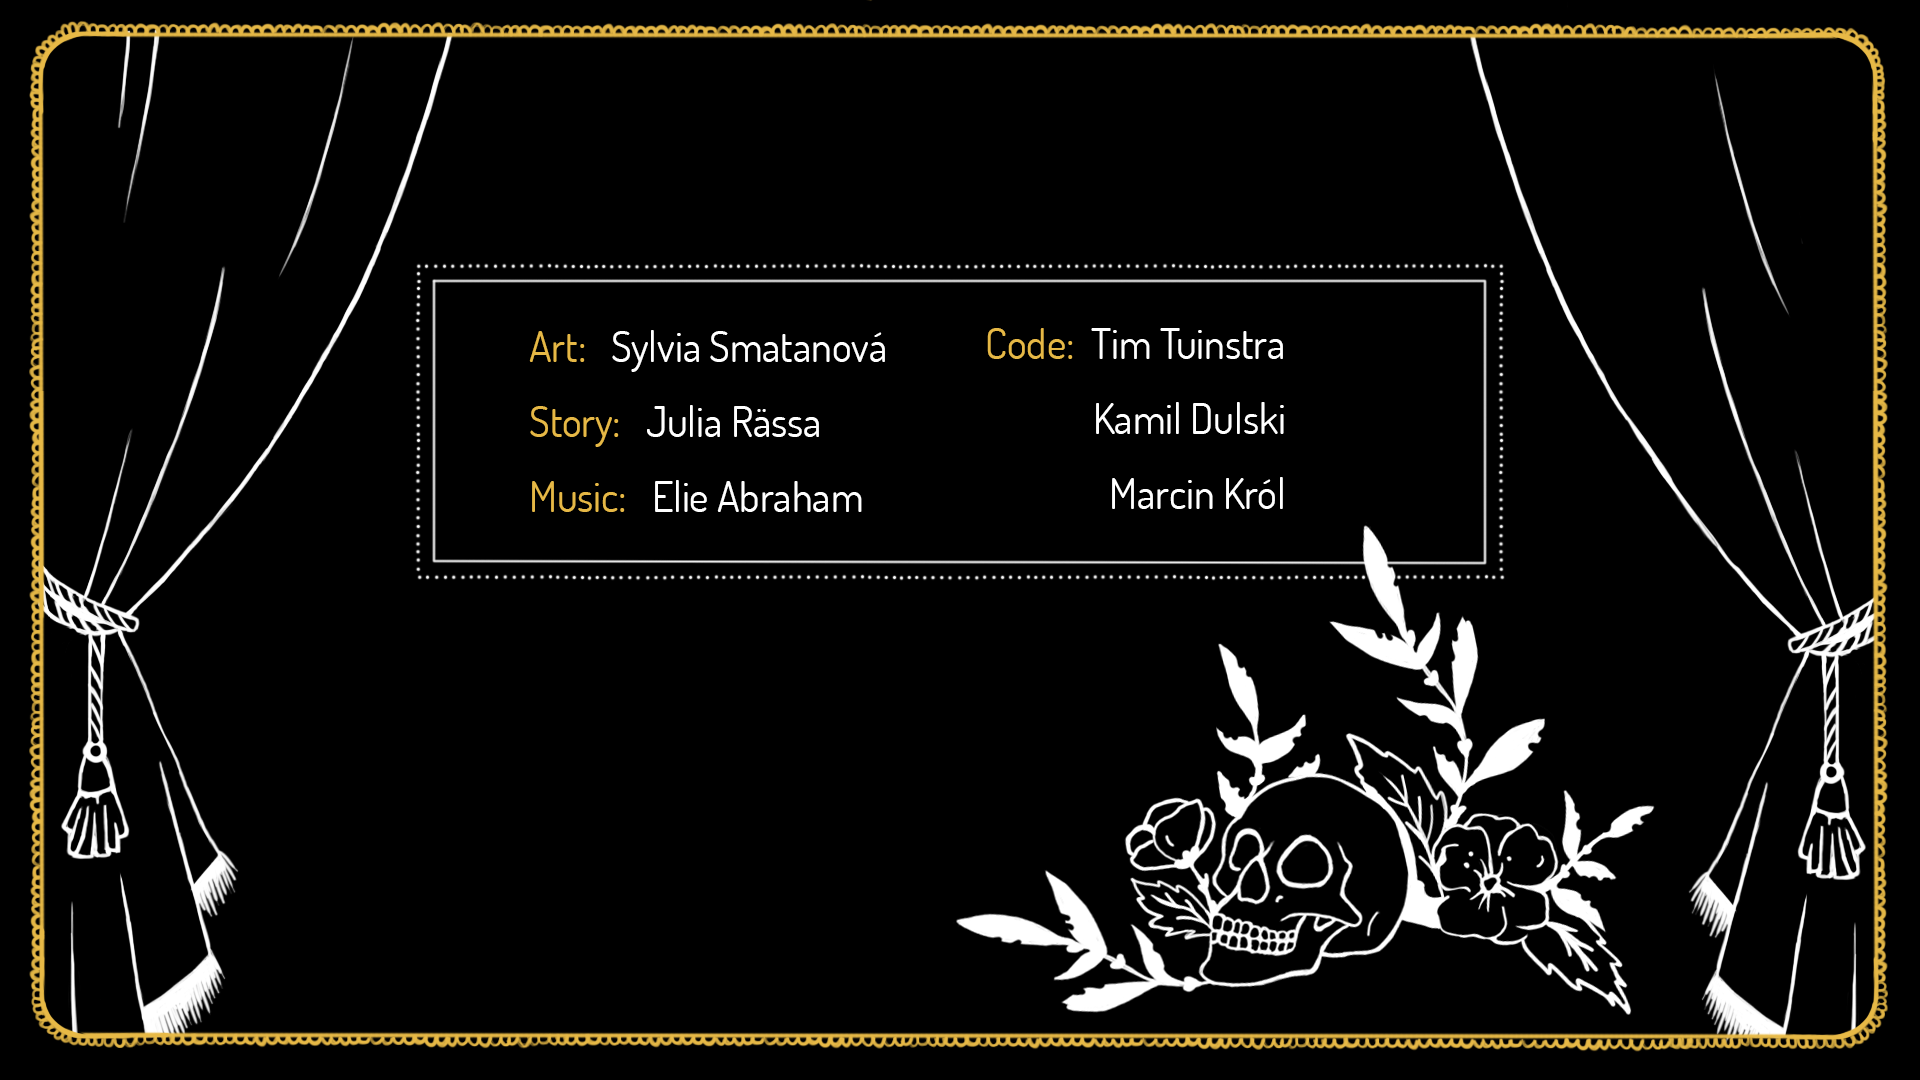 Art: Sylvia Smatanová
Story: Julia Rässa
Music: Elie Abraham
Code: Tim Tuinstra
Kamil Dulski
Marcin Król